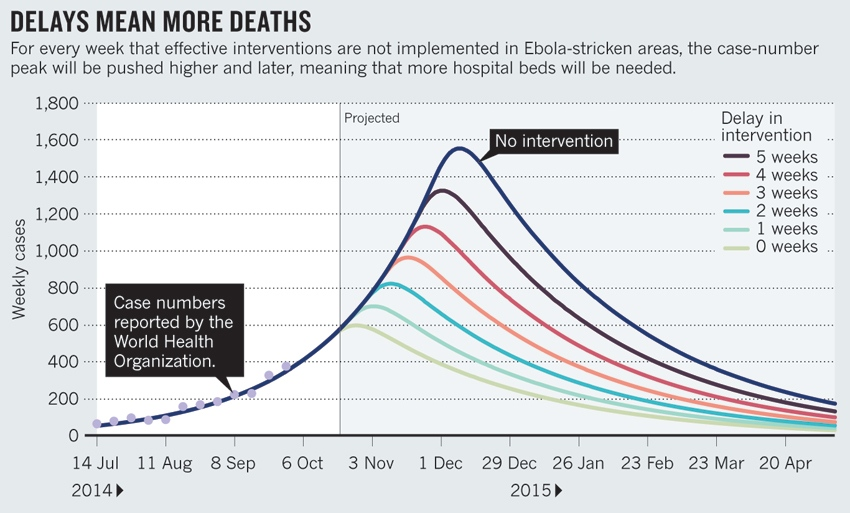 DELAYS MEAN MORE DEATHS
For every week that effective interventions are not implemented in Ebola-stricken areas, the case-number
peak will be pushed higher and later, meaning that more hospital beds will be needed.
1,800
1,600
1,400
1,200
1,000
800
600
400
200
0
Weekly cases
Projected
No intervention
Case numbers
reported by the
World Health
Organization.
Delay in
intervention
5 weeks
4 weeks
3 weeks
2 weeks
1 weeks
0 weeks
14 Jul 11 Aug 8 Sep 6 Oct 3 Nov 1 Dec 29 Dec 26 Jan 23 Feb 23 Mar 20 Apr
2014 2015